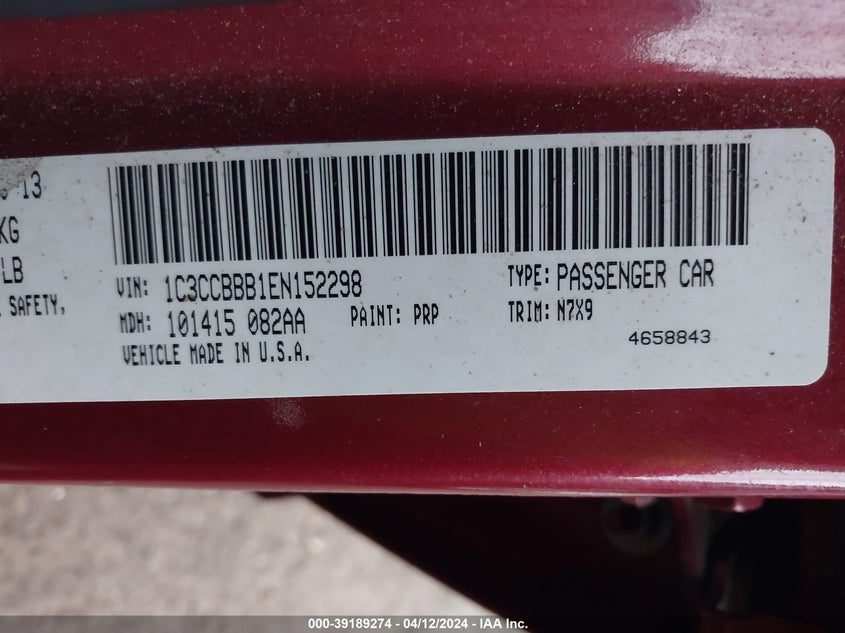 13
KG
LB
SAFETY,
VIN: 1C3CCBBB1EN152298
TYPE: PASSENGER CAR
MDH: 101415 082AA
PAINT: PRP
TRIM: N7X9
VEHICLE MADE IN U.S.A.
4658843
000-39189274 - 04/12/2024 - IAA Inc.